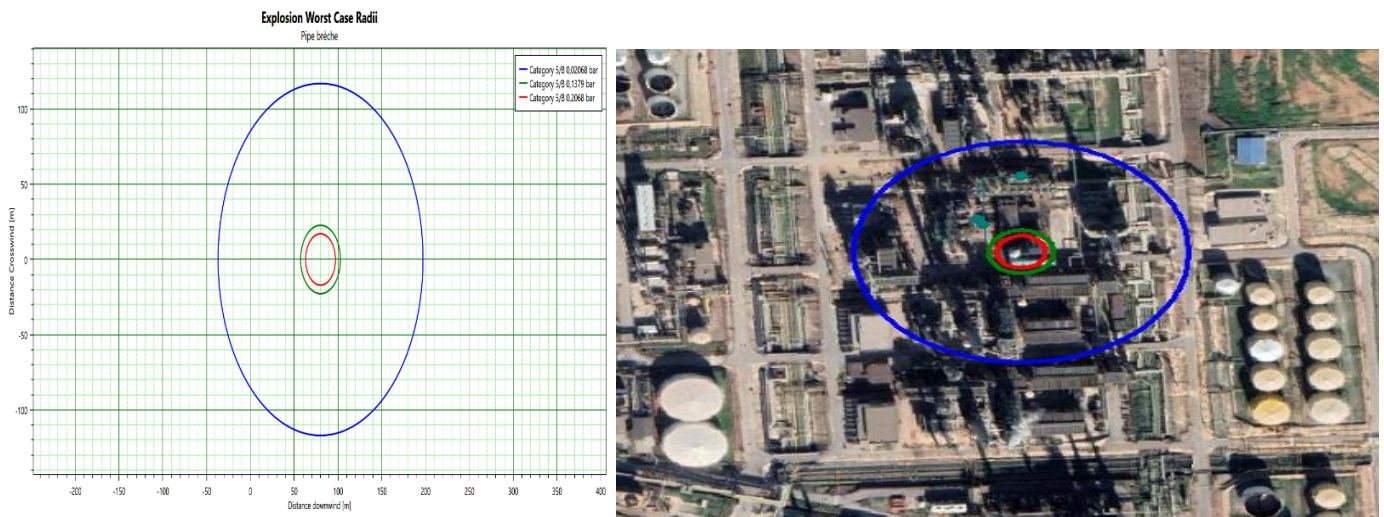 Explosion Worst Case Radii
Pipe brèche
Category 5/B 0,02068 bar
Category 5/B 0,1379 bar
Category 5/B 0,2068 bar
100
50
0
-50
-100
Distance Crosswind [m]
-200
-150
-100
-50
0
50
100
150
200
250
300
350
400
Distance downwind [m]